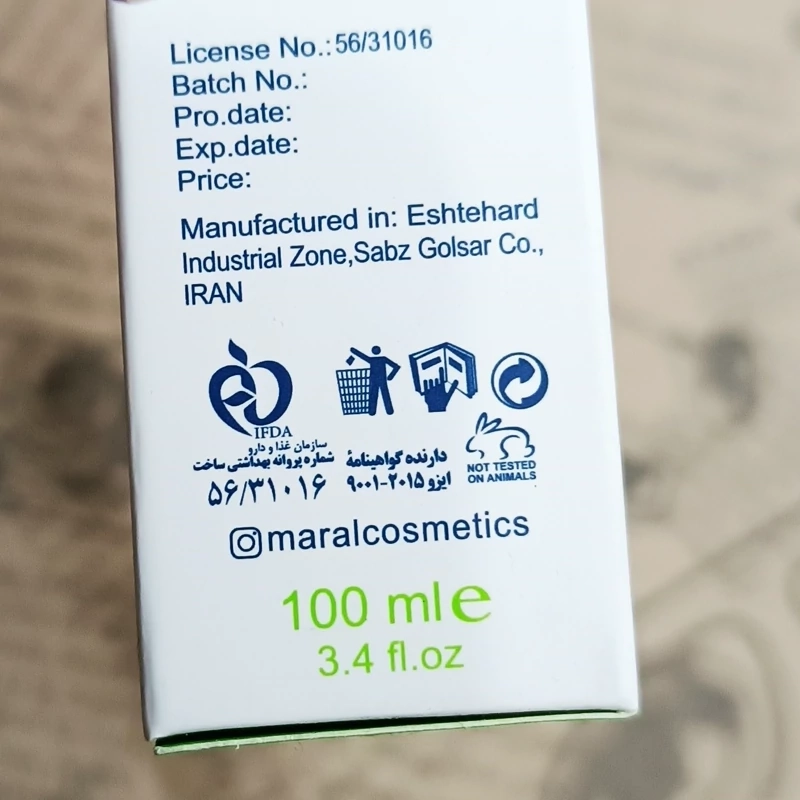 License No.:56/31016
Batch No.:
Pro.date:
Exp.date:
Price:
Manufactured in: Eshtehard
Industrial Zone,Sabz Golsar Co.,
IRAN
IFDA
سازمان غذا و دارو
شماره پروانه بهداشتی ساخت
۵۶/۳۱۰۱۶
دارنده گواهینامهٔ
ایزو ۲۰۱۵-۹۰۰۱
NOT TESTED
ON ANIMALS
maralcosmetics
100 ml e
3.4 fl.oz